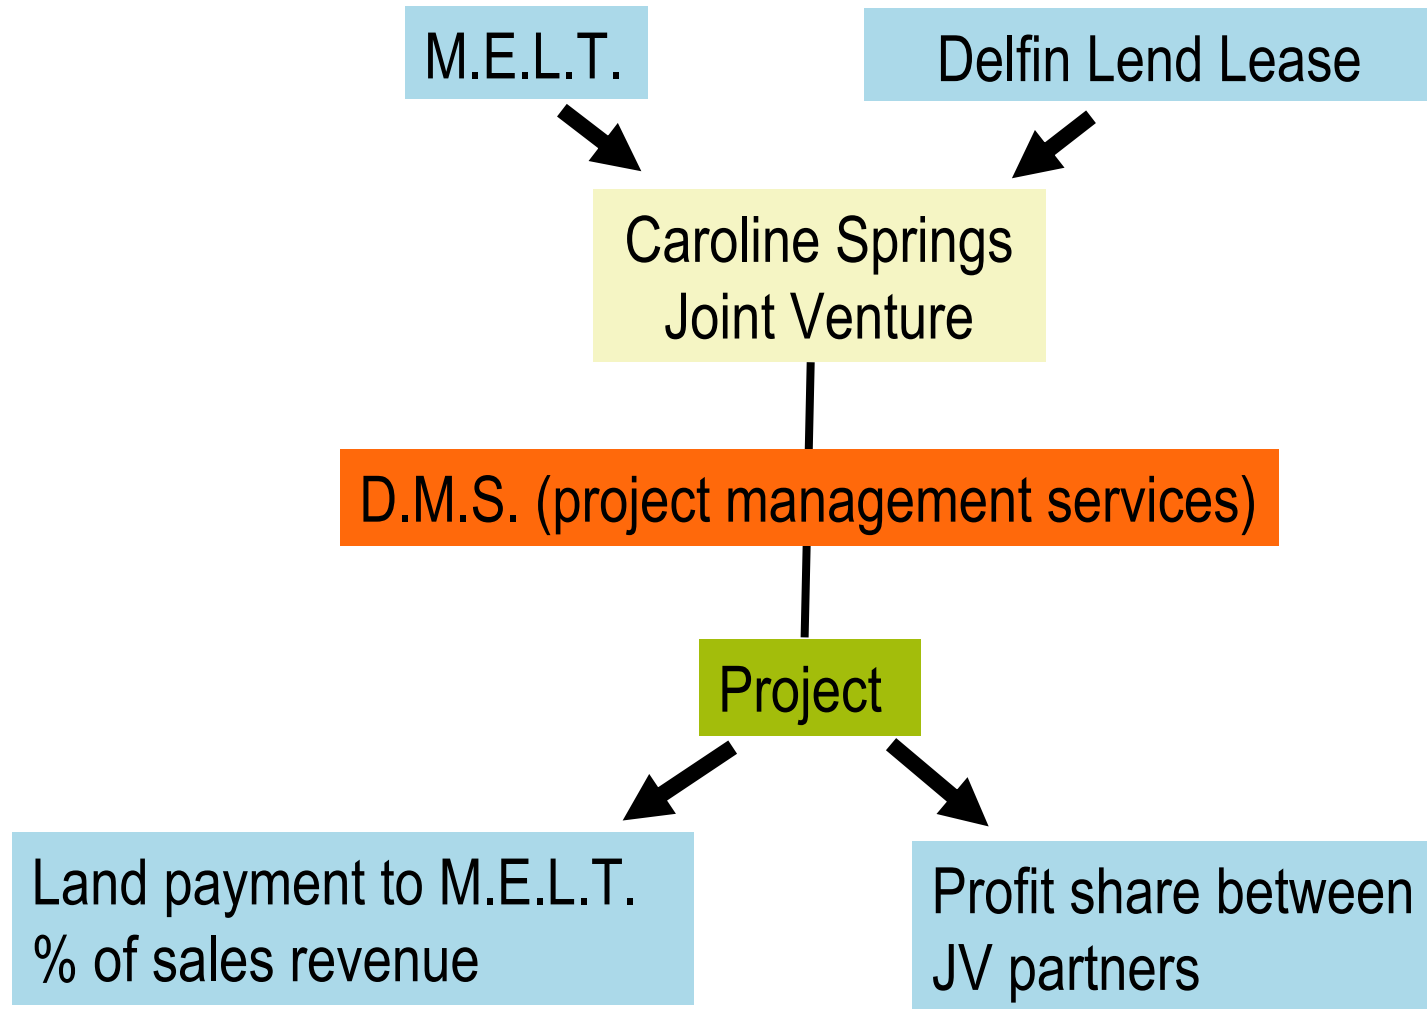 M.E.L.T.
Delfin Lend Lease
Caroline Springs
Joint Venture
D.M.S. (project management services)
Project
Land payment to M.E.L.T.
% of sales revenue
Profit share between
JV partners